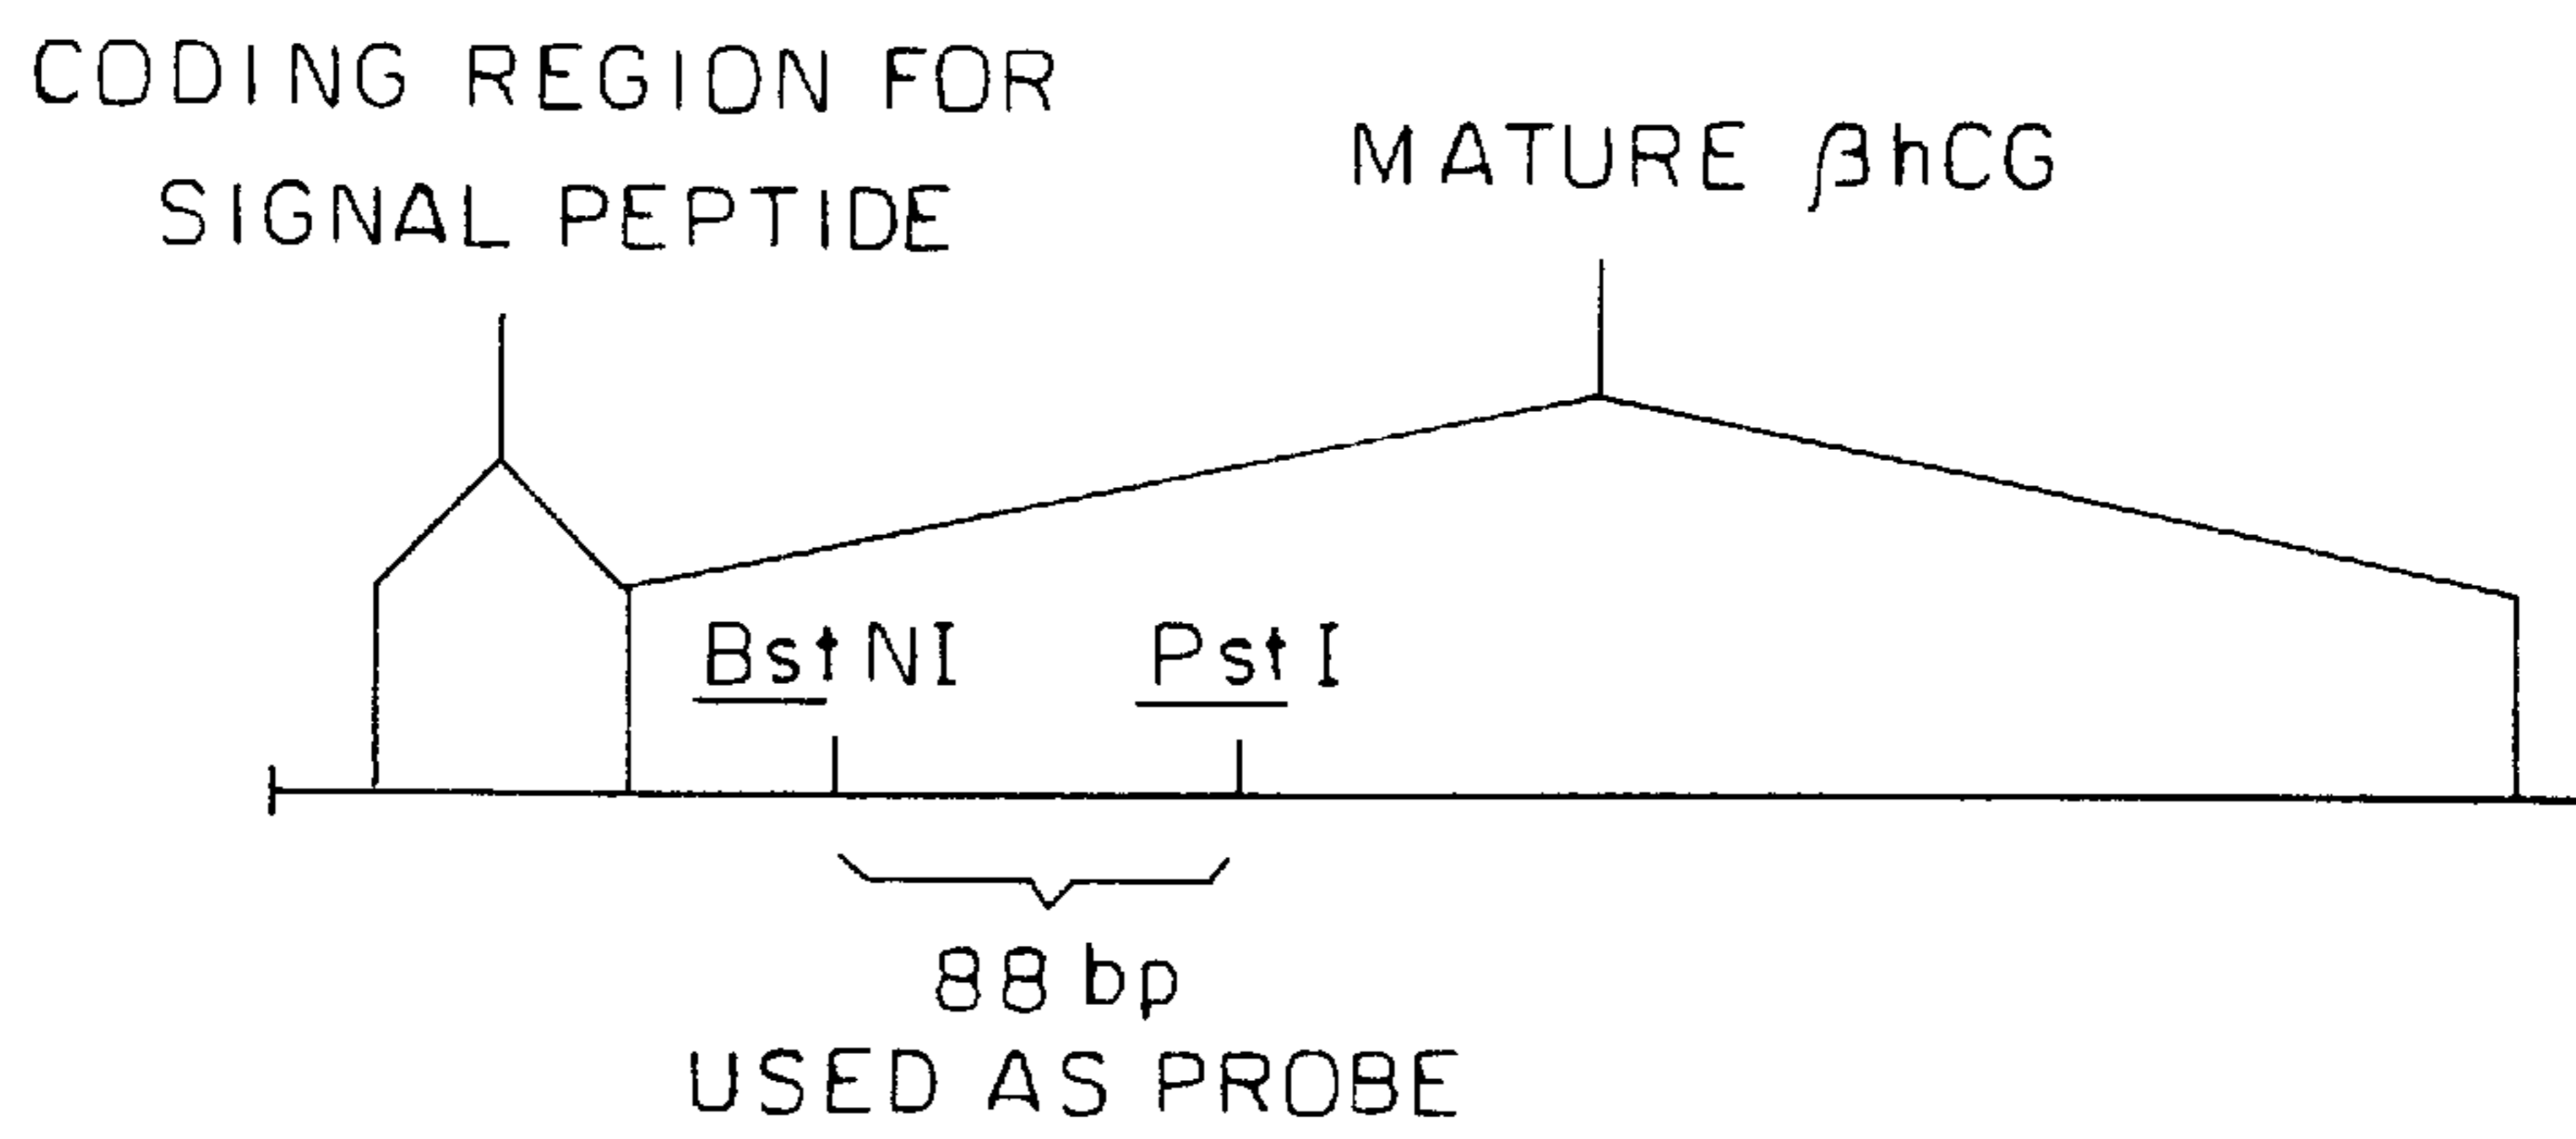 CODING REGION FOR
SIGNAL PEPTIDE
MATURE βhCG
BstNI
PstI
88 bp
USED AS PROBE